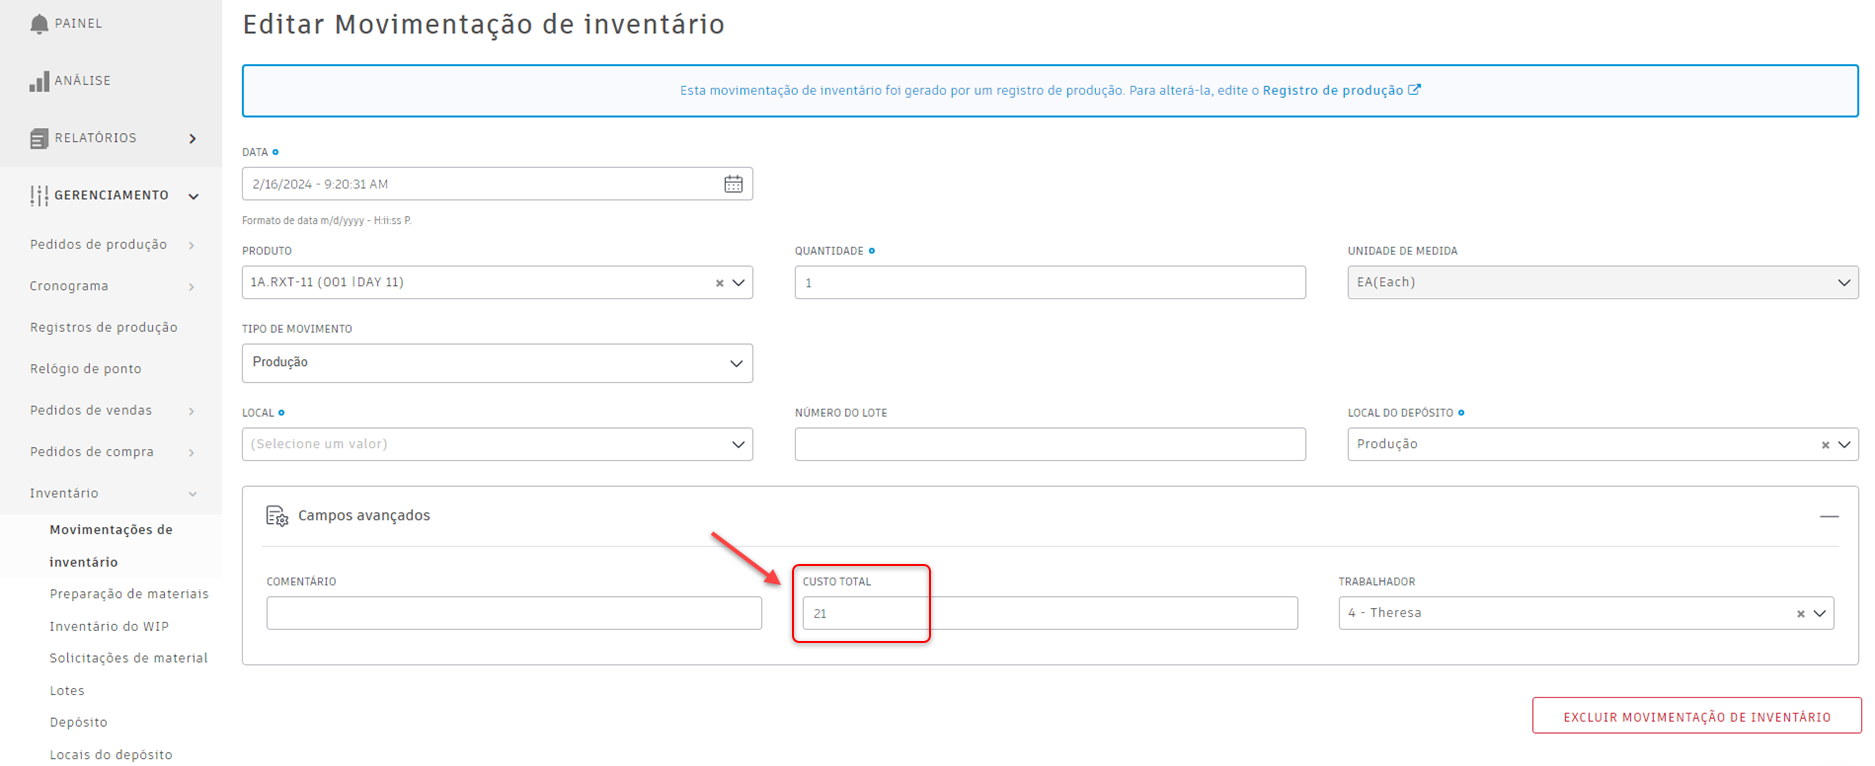 PAINEL
ANÁLISE
RELATÓRIOS
GERENCIAMENTO
Pedidos de produção
Cronograma
Registros de produção
Relógio de ponto
Pedidos de vendas
Pedidos de compra
Inventário
Movimentações de
inventário
Preparação de materiais
Inventário do WIP
Solicitações de material
Lotes
Depósito
Locais do depósito
Editar Movimentação de inventário
Esta movimentação de inventário foi gerado por um registro de produção. Para alterá-la, edite o Registro de produção
DATA
2/16/2024 - 9:20:31 AM
Formato de data m/d/yyyy - H:ii:ss P.
PRODUTO
1A.RXT-11 (001 |DAY 11)
QUANTIDADE
1
UNIDADE DE MEDIDA
EA(Each)
TIPO DE MOVIMENTO
Produção
LOCAL
(Selecione um valor)
NÚMERO DO LOTE
LOCAL DO DEPÓSITO
Produção
Campos avançados
COMENTÁRIO
CUSTO TOTAL
21
TRABALHADOR
4 - Theresa
EXCLUIR MOVIMENTAÇÃO DE INVENTÁRIO